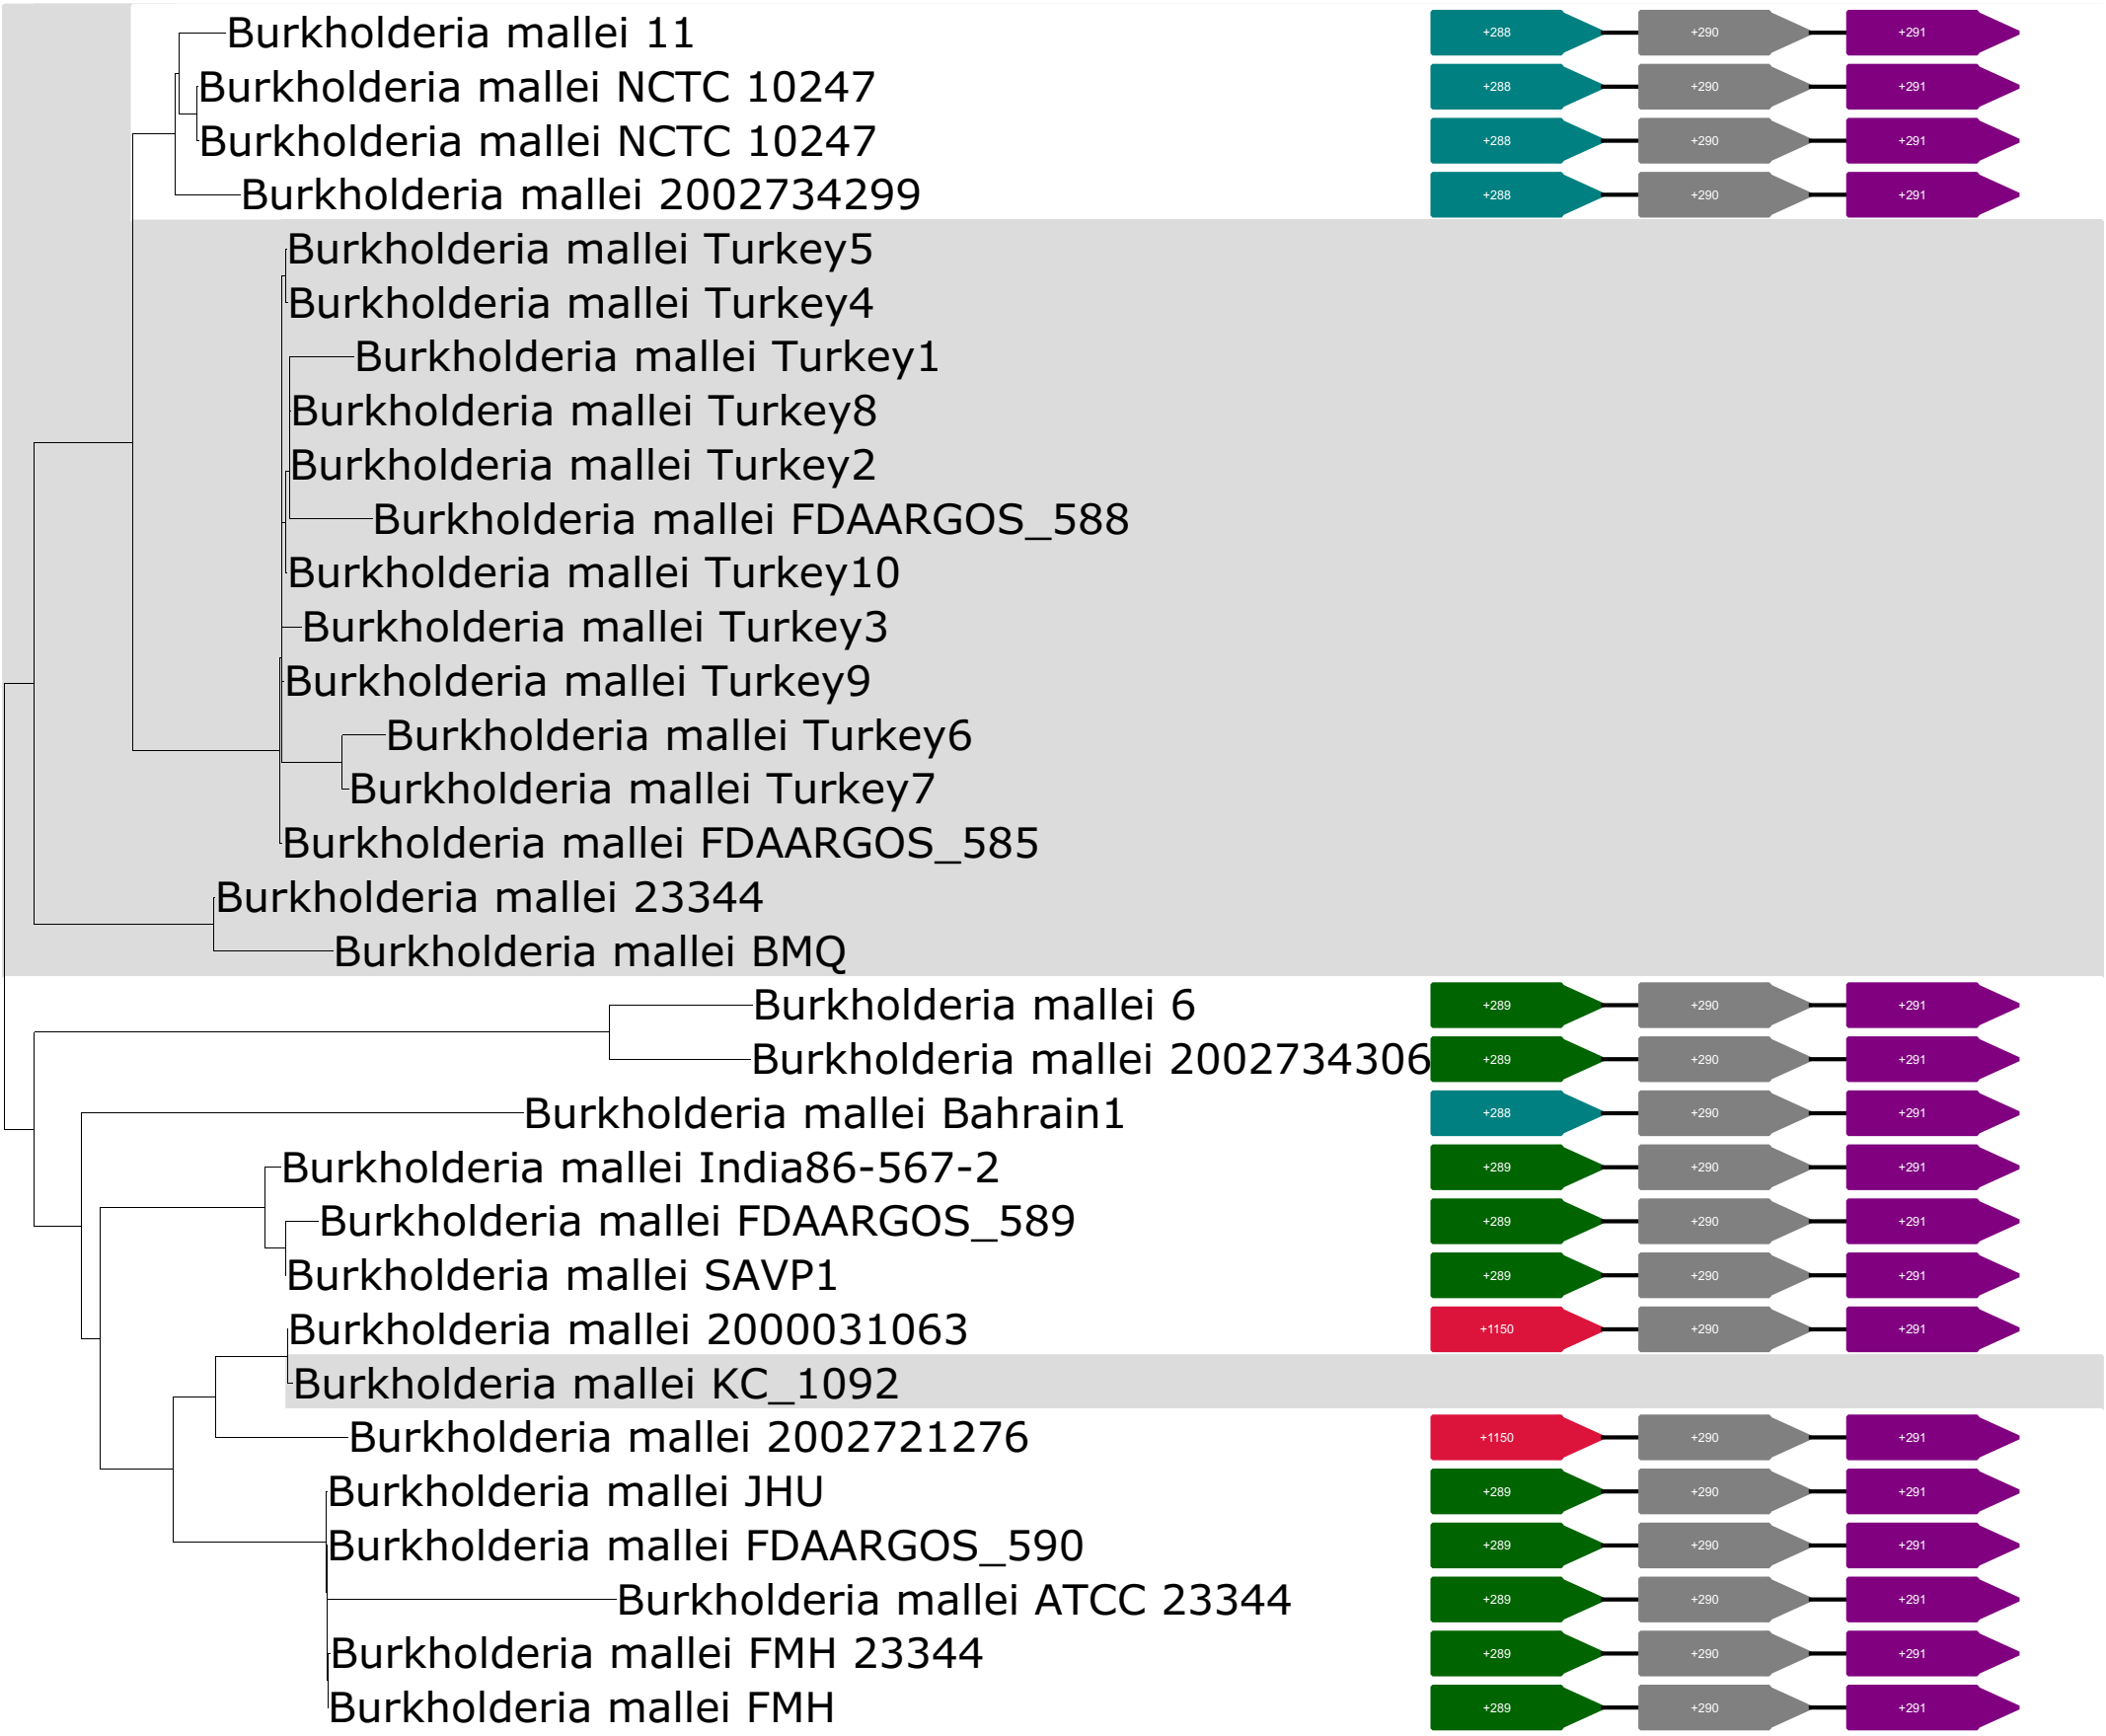 Burkholderia mallei 11 +288 +290 +291
Burkholderia mallei NCTC 10247 +288 +290 +291
Burkholderia mallei NCTC 10247 +288 +290 +291
Burkholderia mallei 2002734299 +288 +290 +291
Burkholderia mallei Turkey5
Burkholderia mallei Turkey4
Burkholderia mallei Turkey1
Burkholderia mallei Turkey8
Burkholderia mallei Turkey2
Burkholderia mallei FDAARGOS_588
Burkholderia mallei Turkey10
Burkholderia mallei Turkey3
Burkholderia mallei Turkey9
Burkholderia mallei Turkey6
Burkholderia mallei Turkey7
Burkholderia mallei FDAARGOS_585
Burkholderia mallei 23344
Burkholderia mallei BMQ
Burkholderia mallei 6 +289 +290 +291
Burkholderia mallei 2002734306 +289 +290 +291
Burkholderia mallei Bahrain1 +288 +290 +291
Burkholderia mallei India86-567-2 +289 +290 +291
Burkholderia mallei FDAARGOS_589 +289 +290 +291
Burkholderia mallei SAVP1 +289 +290 +291
Burkholderia mallei 2000031063 +1150 +290 +291
Burkholderia mallei KC_1092
Burkholderia mallei 2002721276 +1150 +290 +291
Burkholderia mallei JHU +289 +290 +291
Burkholderia mallei FDAARGOS_590 +289 +290 +291
Burkholderia mallei ATCC 23344 +289 +290 +291
Burkholderia mallei FMH 23344 +289 +290 +291
Burkholderia mallei FMH +289 +290 +291